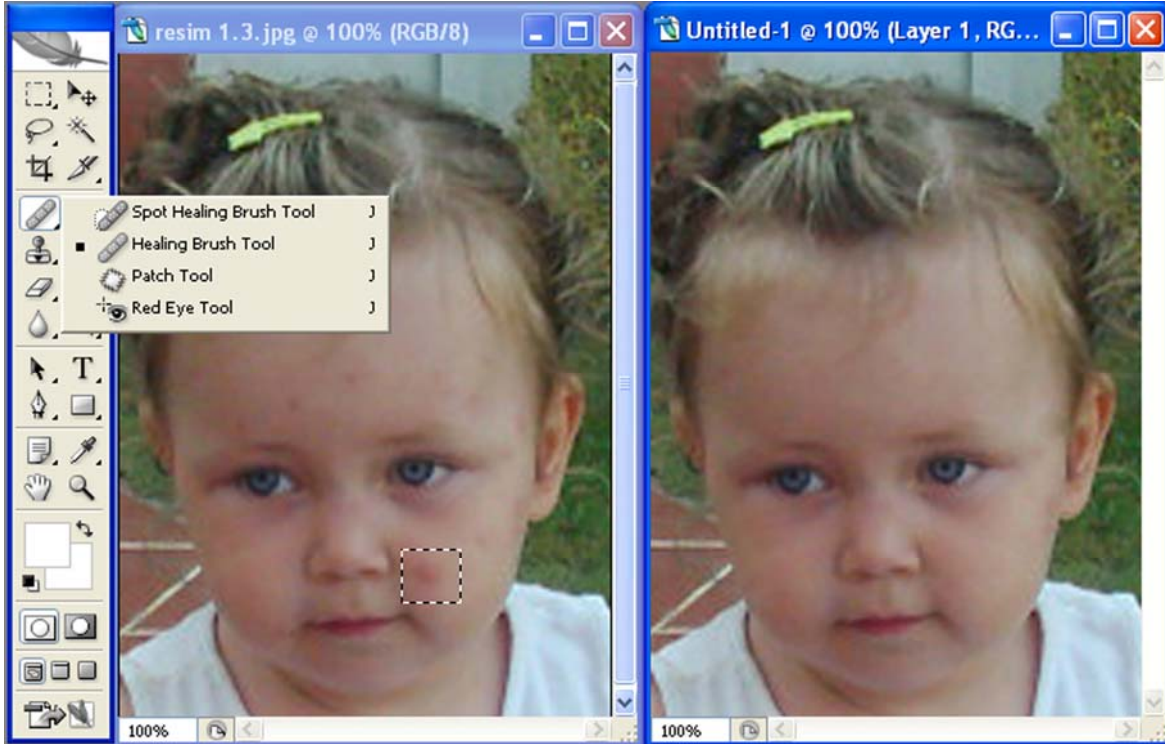 resim 1.3.jpg @ 100% (RGB/8)
Untitled-1 @ 100% (Layer 1, RG...
Spot Healing Brush Tool J
Healing Brush Tool J
Patch Tool J
Red Eye Tool J
T
100%
100%